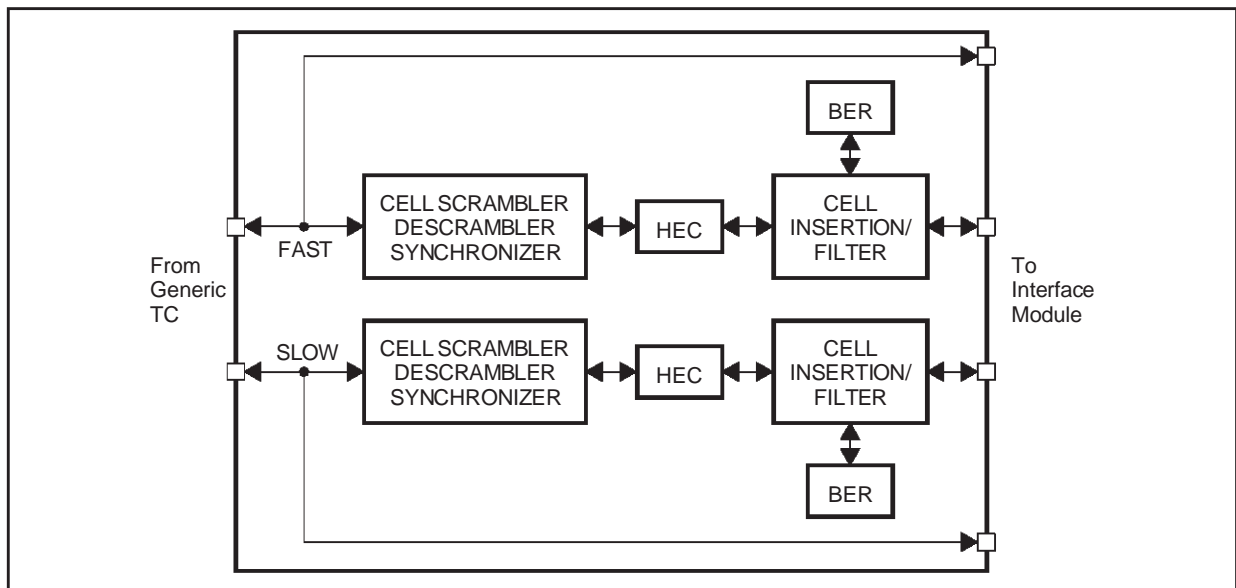 BER
CELL SCRAMBLER
DESCRAMBLER
SYNCHRONIZER
HEC
CELL
INSERTION/
FILTER
FAST
From
Generic
TC
To
Interface
Module
SLOW
CELL SCRAMBLER
DESCRAMBLER
SYNCHRONIZER
HEC
CELL
INSERTION/
FILTER
BER